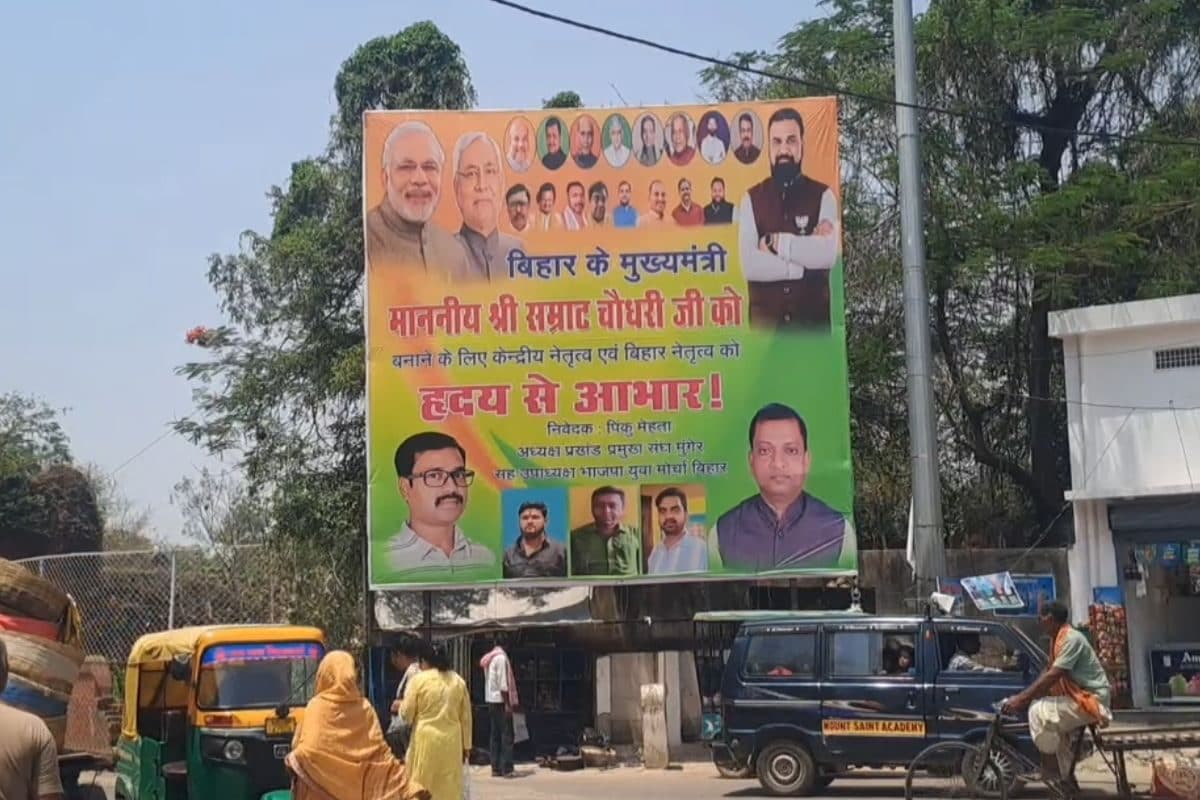 बिहार के मुख्यमंत्री
माननीय श्री सम्राट चौधरी जी को
बनाने के लिए केन्द्रीय नेतृत्व एवं बिहार नेतृत्व को
हृदय से आभार!
निवेदक : पिंकु मेहता
अध्यक्ष प्रखंड प्रमुख संघ मुंगेर
सह उपाध्यक्ष भाजपा युवा मोर्चा बिहार
MOUNT SAINT ACADEMY